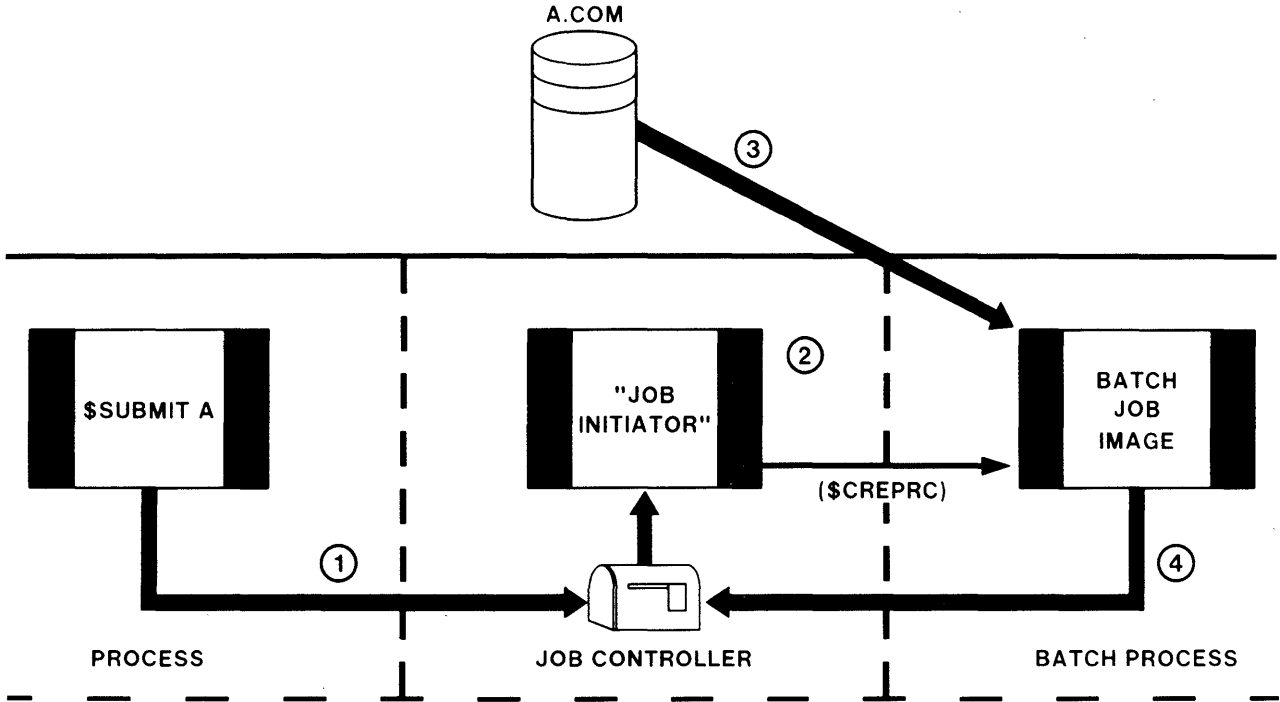 A.COM
3
2
$SUBMIT A
"JOB
INITIATOR"
BATCH
JOB
IMAGE
($CREPRC)
1
4
PROCESS
JOB CONTROLLER
BATCH PROCESS